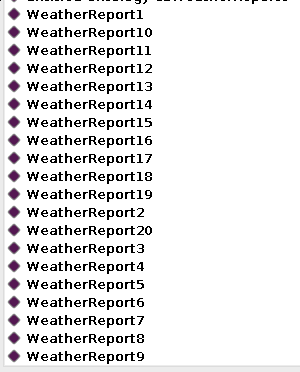 WeatherReport1
WeatherReport10
WeatherReport11
WeatherReport12
WeatherReport13
WeatherReport14
WeatherReport15
WeatherReport16
WeatherReport17
WeatherReport18
WeatherReport19
WeatherReport2
WeatherReport20
WeatherReport3
WeatherReport4
WeatherReport5
WeatherReport6
WeatherReport7
WeatherReport8
WeatherReport9